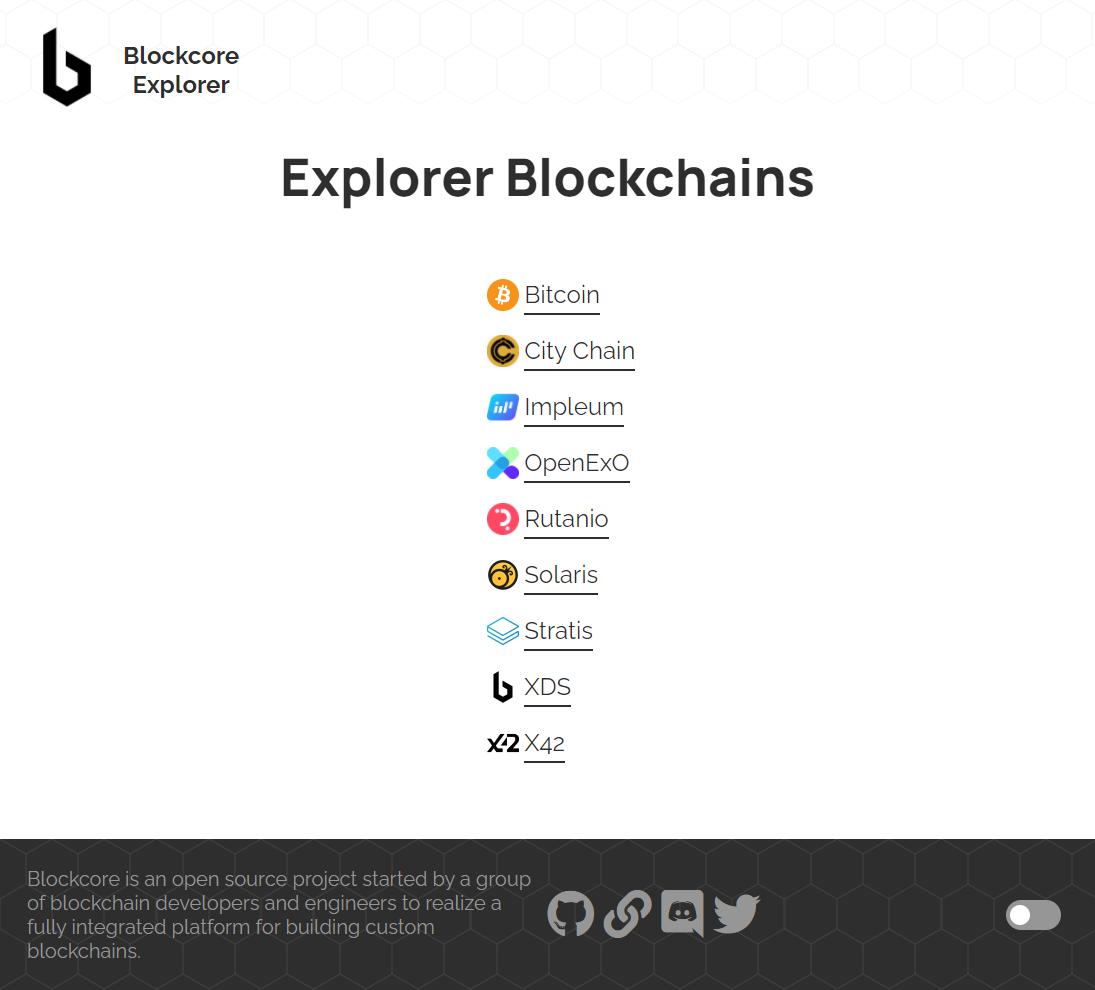 Blockcore
Explorer
Explorer Blockchains
Bitcoin
City Chain
Impleum
OpenExO
Rutanio
Solaris
Stratis
XDS
x42 X42
Blockcore is an open source project started by a group
of blockchain developers and engineers to realize a
fully integrated platform for building custom
blockchains.